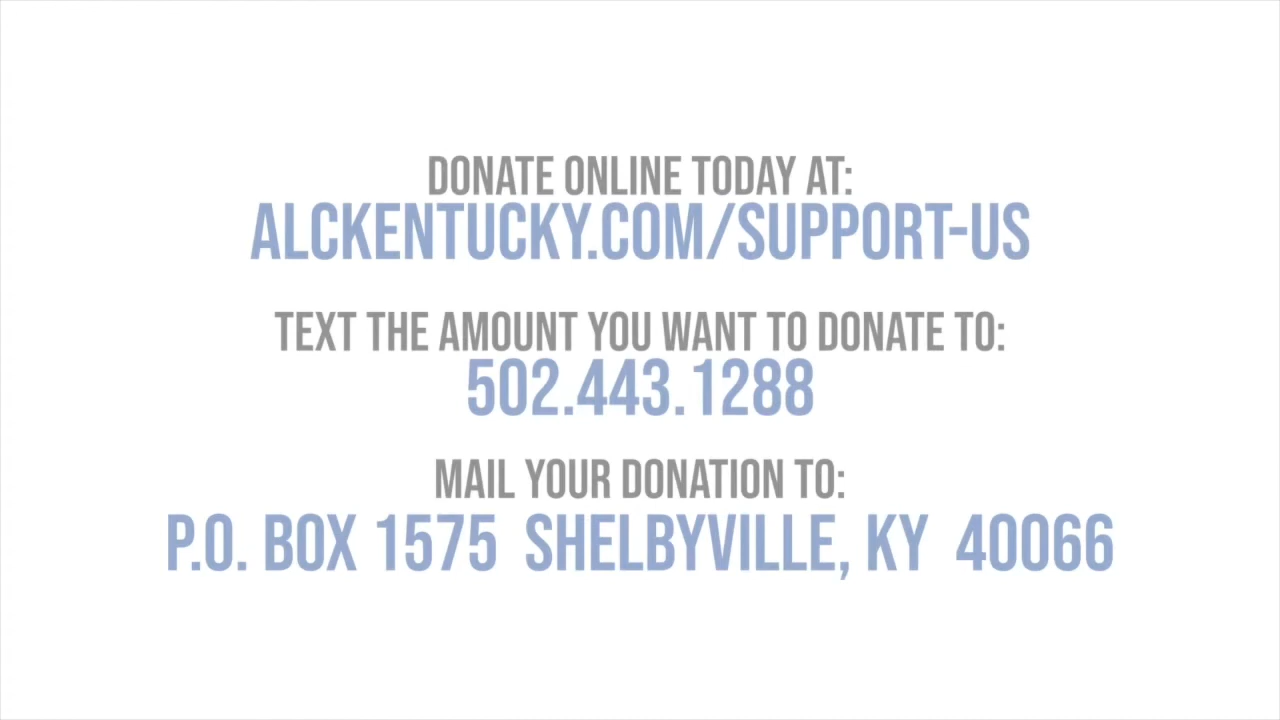 DONATE ONLINE TODAY AT:
ALCKENTUCKY.COM/SUPPORT-US
TEXT THE AMOUNT YOU WANT TO DONATE TO:
502.443.1288
MAIL YOUR DONATION TO:
P.O. BOX 1575 SHELBYVILLE, KY 40066